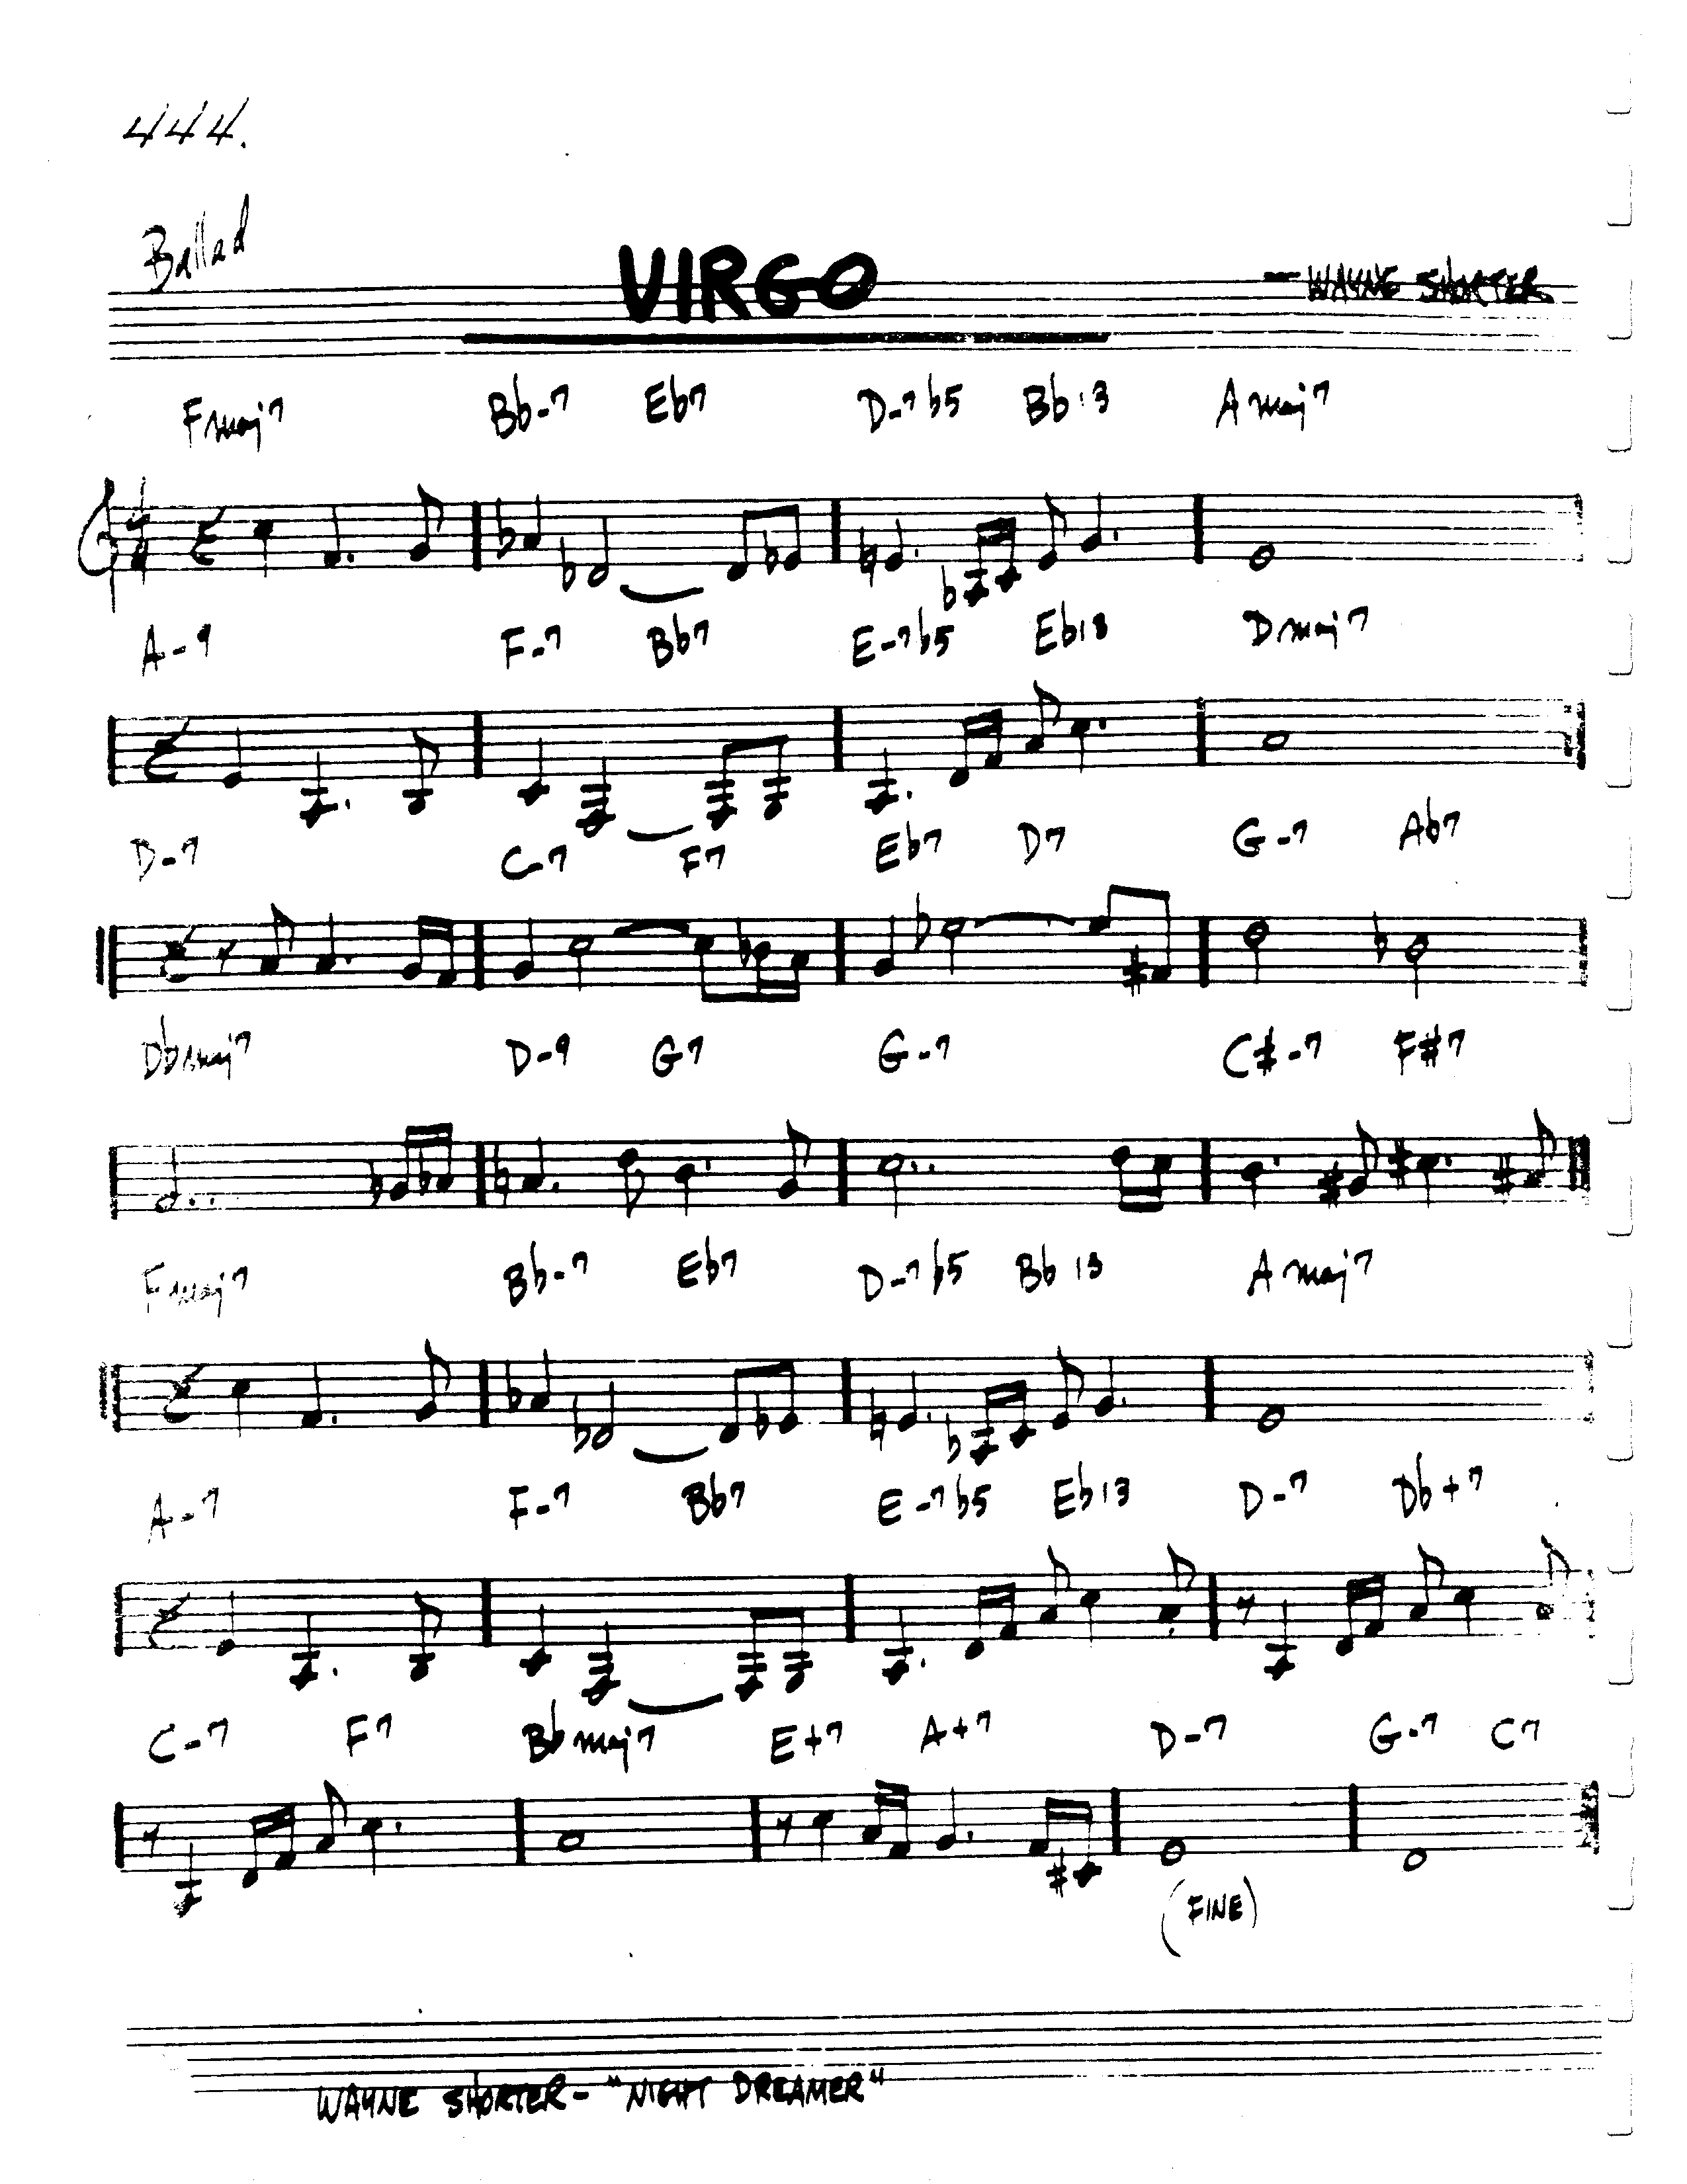 444.
Ballad
VIRGO
— WAYNE SHORTER
Fmaj7 Bb-7 Eb7 D-7b5 Bb13 Amaj7
4 4
A-9 F-7 Bb7 E-7b5 Eb13 Dmaj7
D-7 C-7 F7 Eb7 D7 G-7 Ab7
Dbmaj7 D-9 G7 G-7 C#-7 F#7
Fmaj7 Bb-7 Eb7 D-7b5 Bb13 Amaj7
A-7 F-7 Bb7 E-7b5 Eb13 D-7 Db+7
C-7 F7 Bbmaj7 E+7 A+7 D-7 G-7 C7
(FINE)
WAYNE SHORTER - "NIGHT DREAMER"